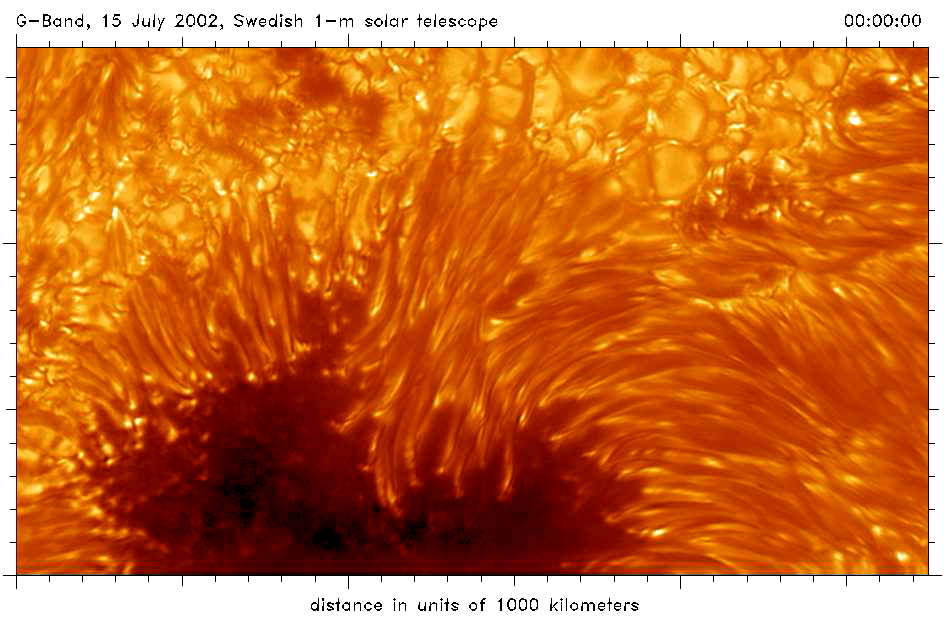 G-Band, 15 July 2002, Swedish 1-m solar telescope 00:00:00
distance in units of 1000 kilometers